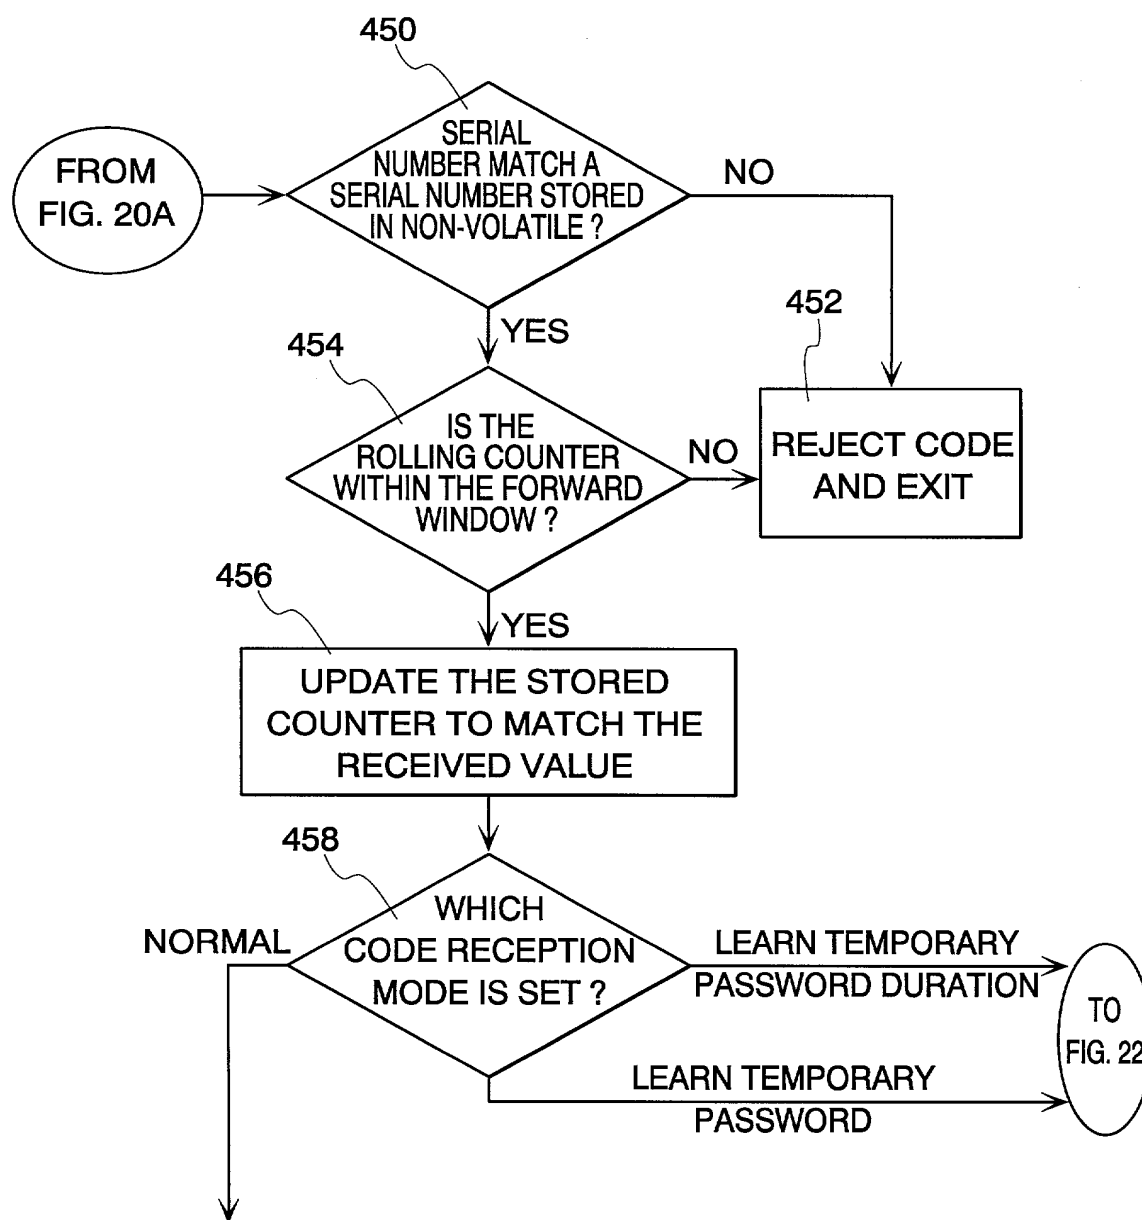 450
FROM
FIG. 20A
SERIAL
NUMBER MATCH A
SERIAL NUMBER STORED
IN NON-VOLATILE ?
NO
YES
452
REJECT CODE
AND EXIT
454
IS THE
ROLLING COUNTER
WITHIN THE FORWARD
WINDOW ?
NO
YES
456
UPDATE THE STORED
COUNTER TO MATCH THE
RECEIVED VALUE
458
WHICH
CODE RECEPTION
MODE IS SET ?
NORMAL
LEARN TEMPORARY
PASSWORD DURATION
LEARN TEMPORARY
PASSWORD
TO
FIG. 22